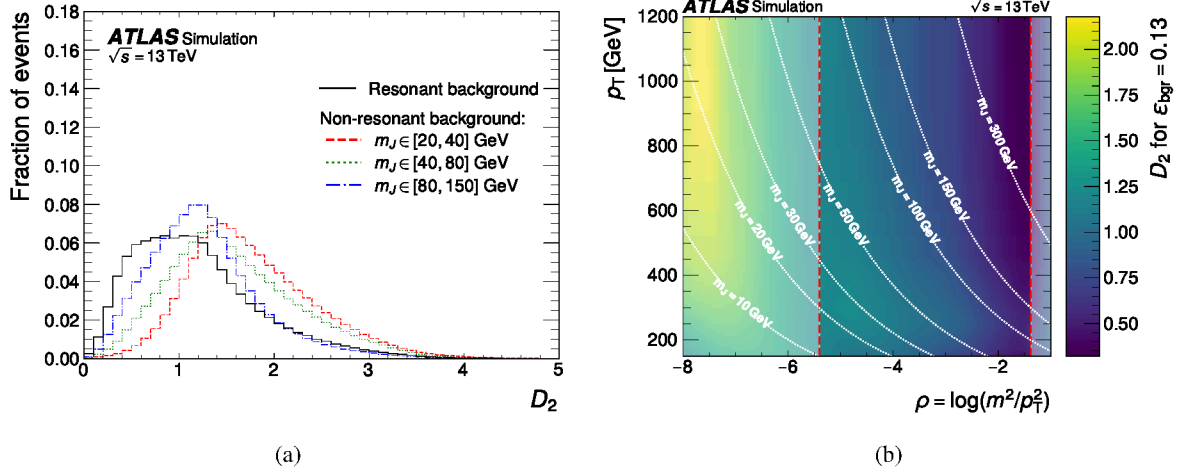 ATLAS Simulation
√s = 13 TeV
Resonant background
Non-resonant background:
m_J ∈ [20, 40] GeV
m_J ∈ [40, 80] GeV
m_J ∈ [80, 150] GeV
Fraction of events
0.18
0.16
0.14
0.12
0.10
0.08
0.06
0.04
0.02
0.00
0 1 2 3 4 5
D₂
(a)
ATLAS Simulation √s = 13 TeV
p_T [GeV]
1200
1000
800
600
400
200
m_J = 10 GeV
m_J = 20 GeV
m_J = 30 GeV
m_J = 50 GeV
m_J = 100 GeV
m_J = 150 GeV
m_J = 300 GeV
-8 -6 -4 -2
ρ = log(m²/p_T²)
2.00
1.75
1.50
1.25
1.00
0.75
0.50
D₂ for ε_bgr = 0.13
(b)